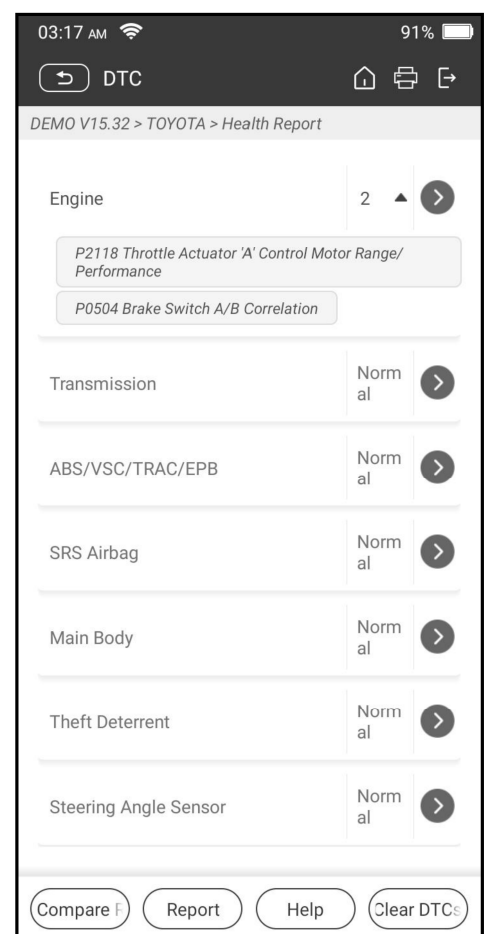 03:17 AM 91%
DTC
DEMO V15.32 > TOYOTA > Health Report
Engine 2
P2118 Throttle Actuator 'A' Control Motor Range/
Performance
P0504 Brake Switch A/B Correlation
Transmission Norm
al
ABS/VSC/TRAC/EPB Norm
al
SRS Airbag Norm
al
Main Body Norm
al
Theft Deterrent Norm
al
Steering Angle Sensor Norm
al
Compare R Report Help Clear DTCs